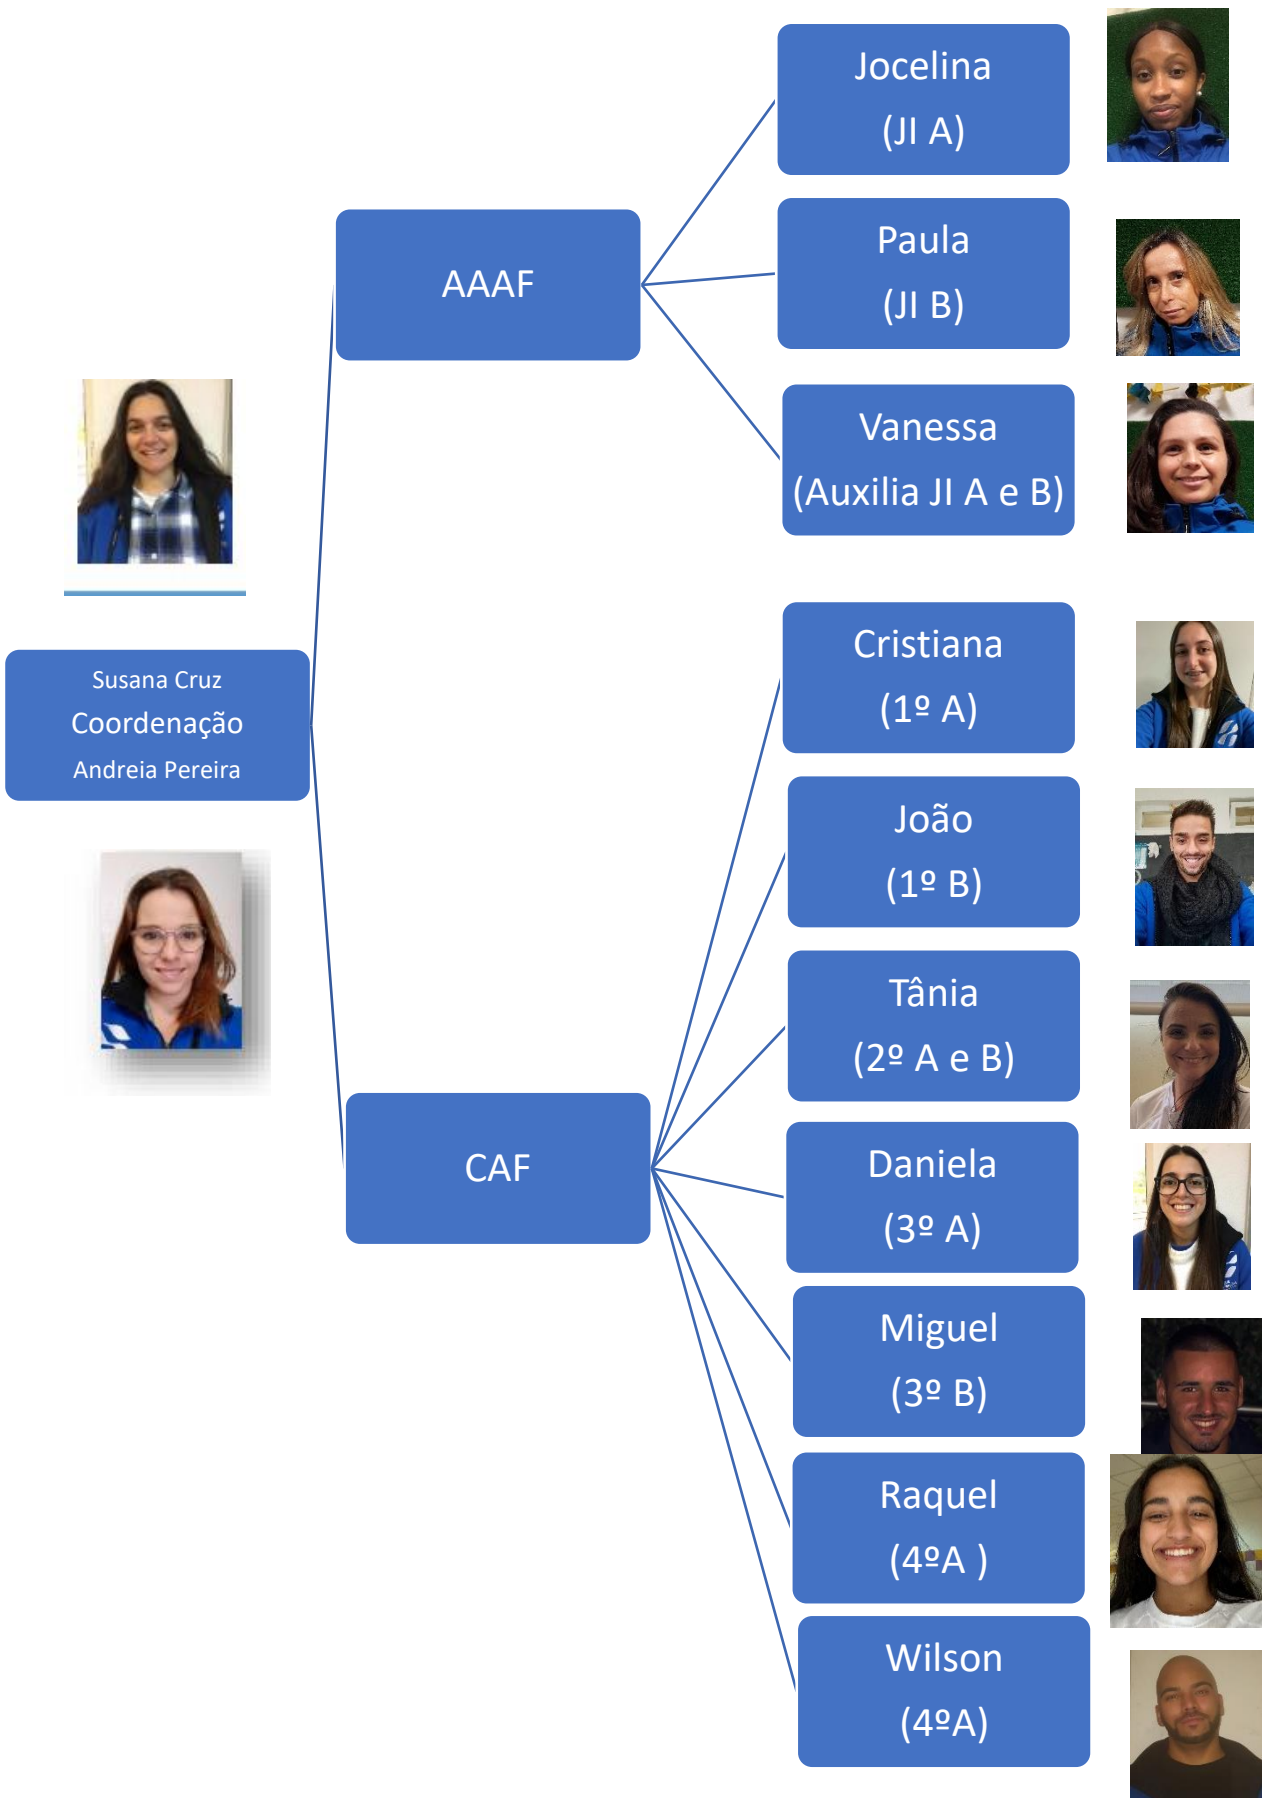 Jocelina
(JI A)
Paula
(JI B)
AAAF
Vanessa
(Auxilia JI A e B)
Susana Cruz
Coordenação
Andreia Pereira
Cristiana
(1º A)
João
(1º B)
Tânia
(2º A e B)
CAF
Daniela
(3º A)
Miguel
(3º B)
Raquel
(4ºA )
Wilson
(4ºA)